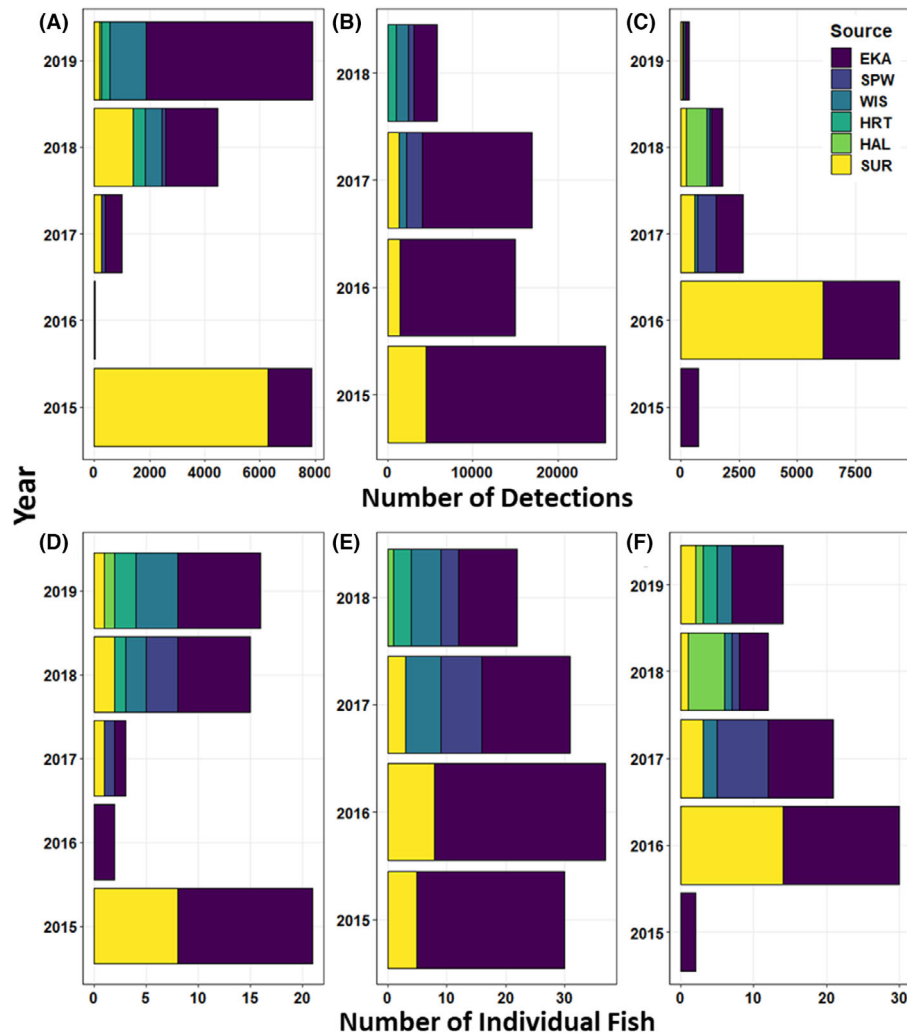 (A)
2019
2018
2017
2016
2015
0 2000 4000 6000 8000
(B)
2018
2017
2016
2015
0 10000 20000
(C)
2019
2018
2017
2016
2015
0 2500 5000 7500
Source
EKA
SPW
WIS
HRT
HAL
SUR
Number of Detections
Year
(D)
2019
2018
2017
2016
2015
0 5 10 15 20
(E)
2018
2017
2016
2015
0 10 20 30
(F)
2019
2018
2017
2016
2015
0 10 20 30
Number of Individual Fish